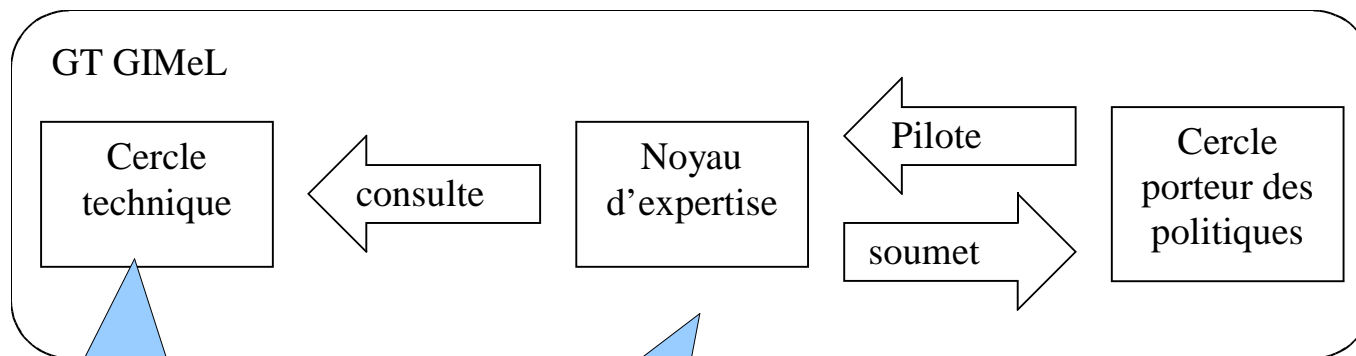 GT GIMeL
Cercle
technique
consulte
Noyau
d’expertise
Pilote
soumet
Cercle
porteur des
politiques